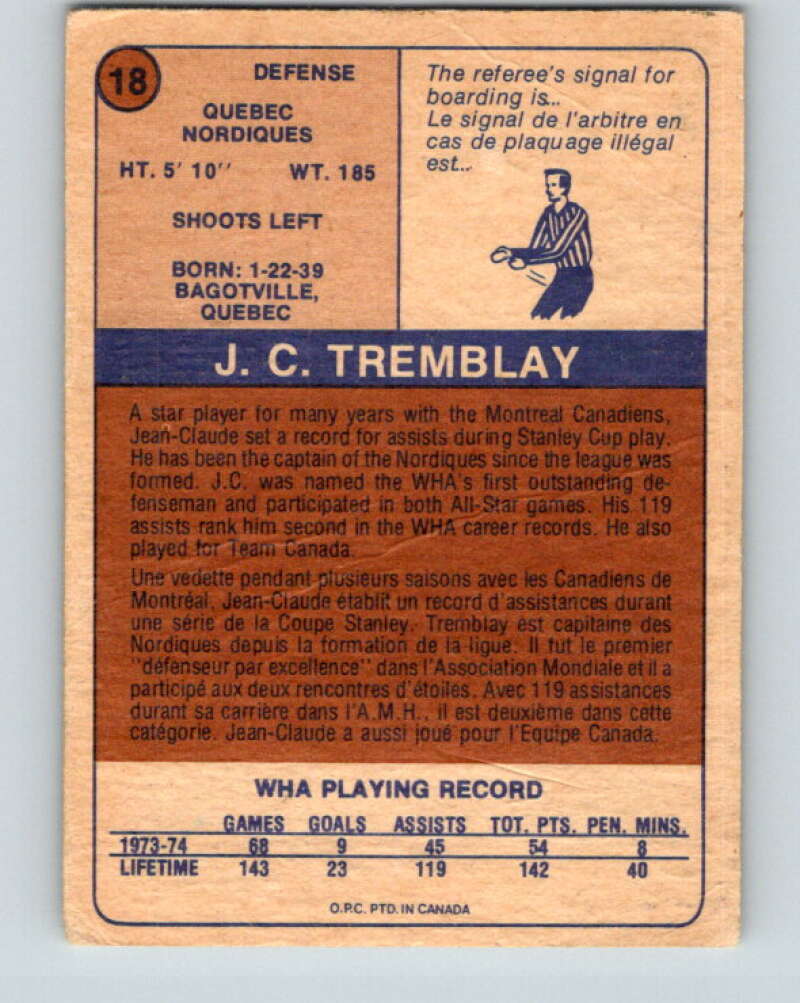 18
DEFENSE
QUEBEC
NORDIQUES
HT. 5' 10'' WT. 185
SHOOTS LEFT
BORN: 1-22-39
BAGOTVILLE,
QUEBEC
The referee's signal for
boarding is...
Le signal de l'arbitre en
cas de plaquage illégal
est...
J. C. TREMBLAY
A star player for many years with the Montreal Canadiens,
Jean-Claude set a record for assists during Stanley Cup play.
He has been the captain of the Nordiques since the league was
formed. J.C. was named the WHA's first outstanding de-
fenseman and participated in both All-Star games. His 119
assists rank him second in the WHA career records. He also
played for Team Canada.
Une vedette pendant plusieurs saisons avec les Canadiens de
Montréal, Jean-Claude établit un record d'assistances durant
une série de la Coupe Stanley. Tremblay est capitaine des
Nordiques depuis la formation de la ligue. Il fut le premier
"défenseur par excellence" dans l'Association Mondiale et il a
participé aux deux rencontres d'étoiles. Avec 119 assistances
durant sa carrière dans l'A.M.H., il est deuxième dans cette
catégorie. Jean-Claude a aussi joué pour l'Equipe Canada.
WHA PLAYING RECORD
GAMES GOALS ASSISTS TOT. PTS. PEN. MINS.
1973-74 68 9 45 54 8
LIFETIME 143 23 119 142 40
O.P.C. PTD. IN CANADA